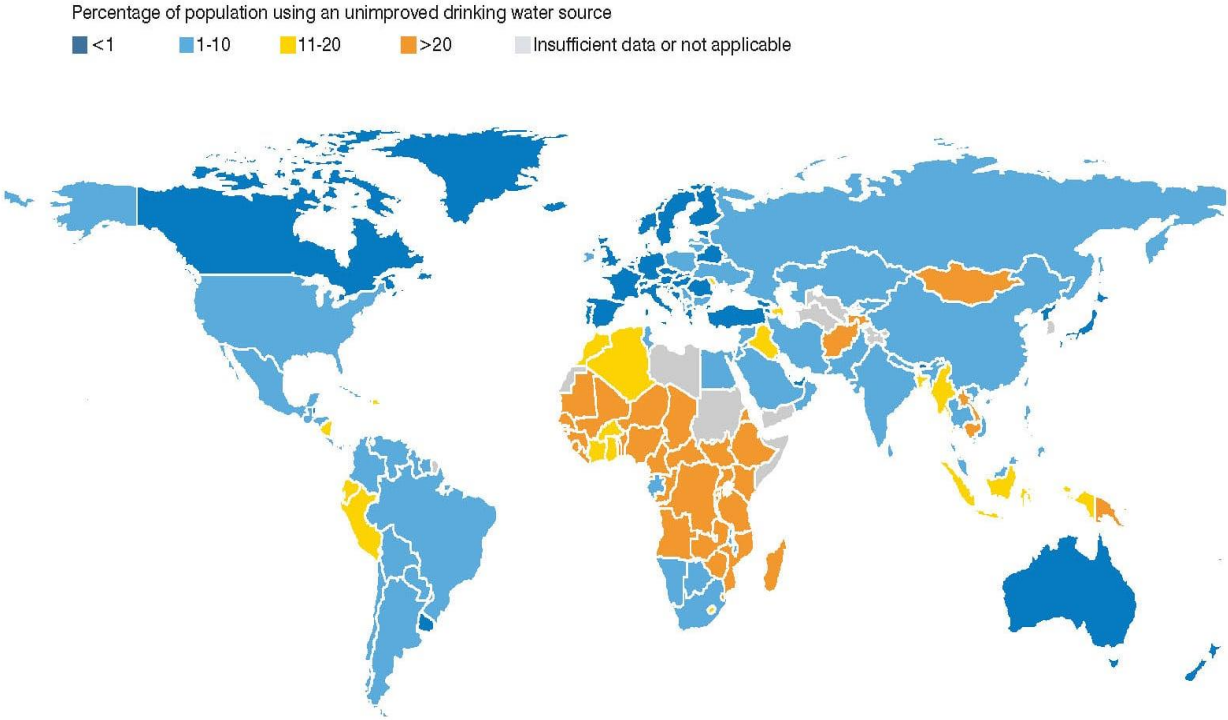 Percentage of population using an unimproved drinking water source
<1 1-10 11-20 >20 Insufficient data or not applicable